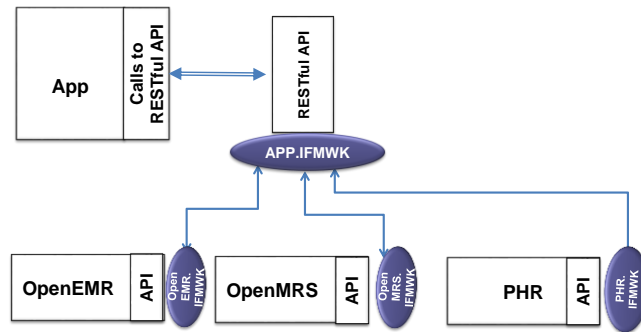 App
Calls to
RESTful API
RESTful API
APP.IFMWK
OpenEMR
API
Open
EMR.
IFMWK
OpenMRS
API
Open
MRS.
IFMWK
PHR
API
PHR.
IFMWK